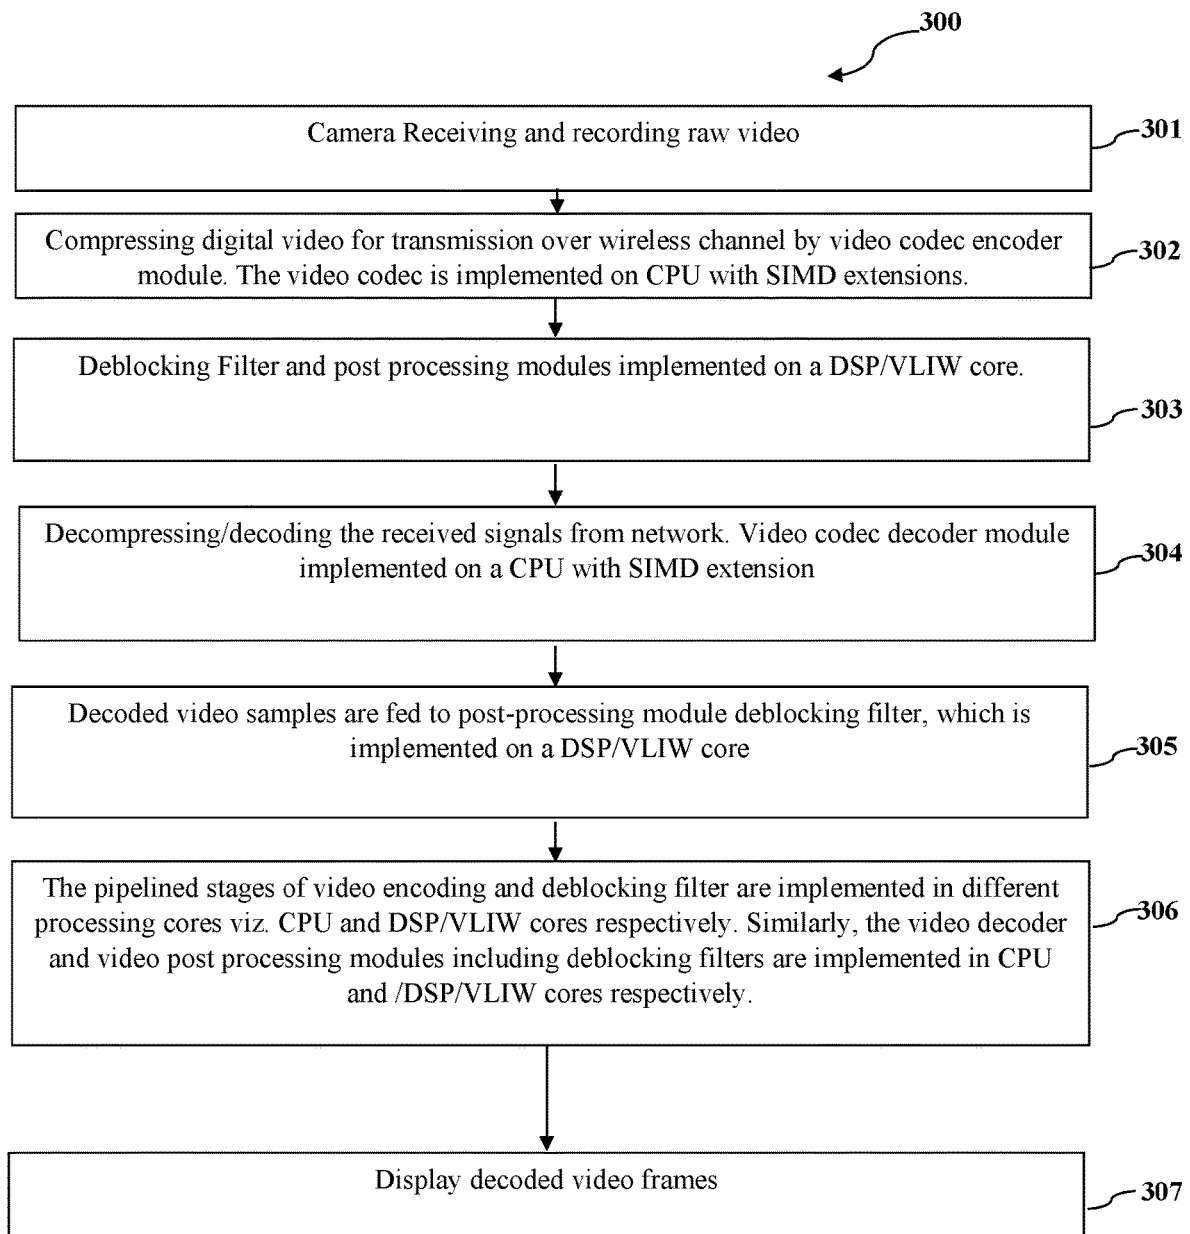 300
Camera Receiving and recording raw video
301
Compressing digital video for transmission over wireless channel by video codec encoder
module. The video codec is implemented on CPU with SIMD extensions.
302
Deblocking Filter and post processing modules implemented on a DSP/VLIW core.
303
Decompressing/decoding the received signals from network. Video codec decoder module
implemented on a CPU with SIMD extension
304
Decoded video samples are fed to post-processing module deblocking filter, which is
implemented on a DSP/VLIW core
305
The pipelined stages of video encoding and deblocking filter are implemented in different
processing cores viz. CPU and DSP/VLIW cores respectively. Similarly, the video decoder
and video post processing modules including deblocking filters are implemented in CPU
and /DSP/VLIW cores respectively.
306
Display decoded video frames
307